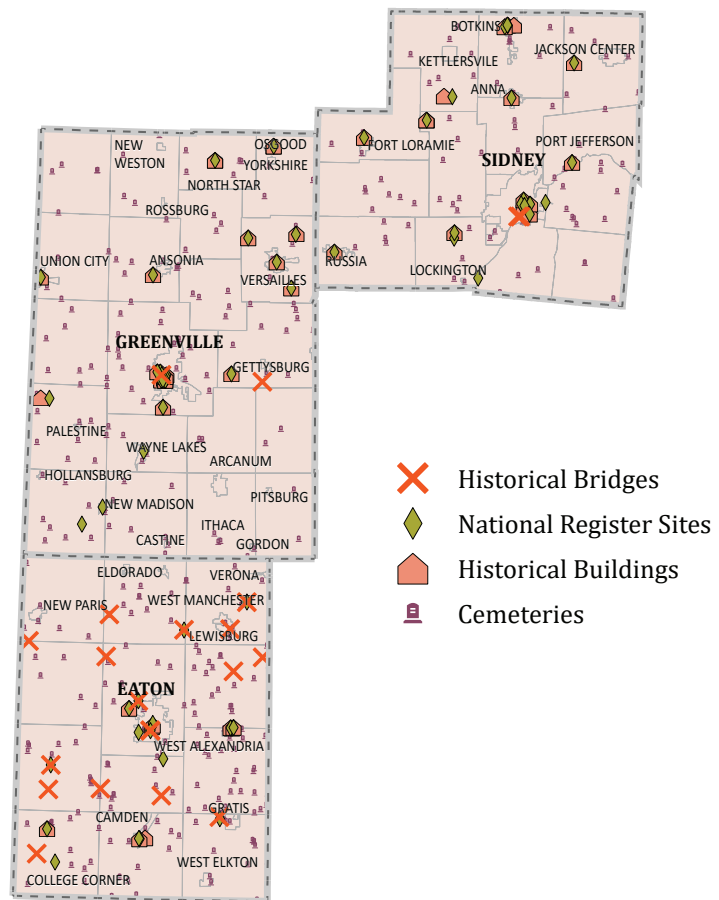 BOTKINS
JACKSON CENTER
KETTLERSVILE
ANNA
PORT JEFFERSON
FORT LORAMIE
SIDNEY
RUSSIA
LOCKINGTON
NEW
WESTON
OSGOOD
YORKSHIRE
NORTH STAR
ROSSBURG
UNION CITY
ANSONIA
VERSAILLES
GREENVILLE
GETTYSBURG
PALESTINE
WAYNE LAKES
ARCANUM
HOLLANSBURG
PITSBURG
NEW MADISON
ITHACA
CASTINE
GORDON
ELDORADO
VERONA
NEW PARIS
WEST MANCHESTER
LEWISBURG
EATON
WEST ALEXANDRIA
GRATIS
CAMDEN
WEST ELKTON
COLLEGE CORNER
Historical Bridges
National Register Sites
Historical Buildings
Cemeteries